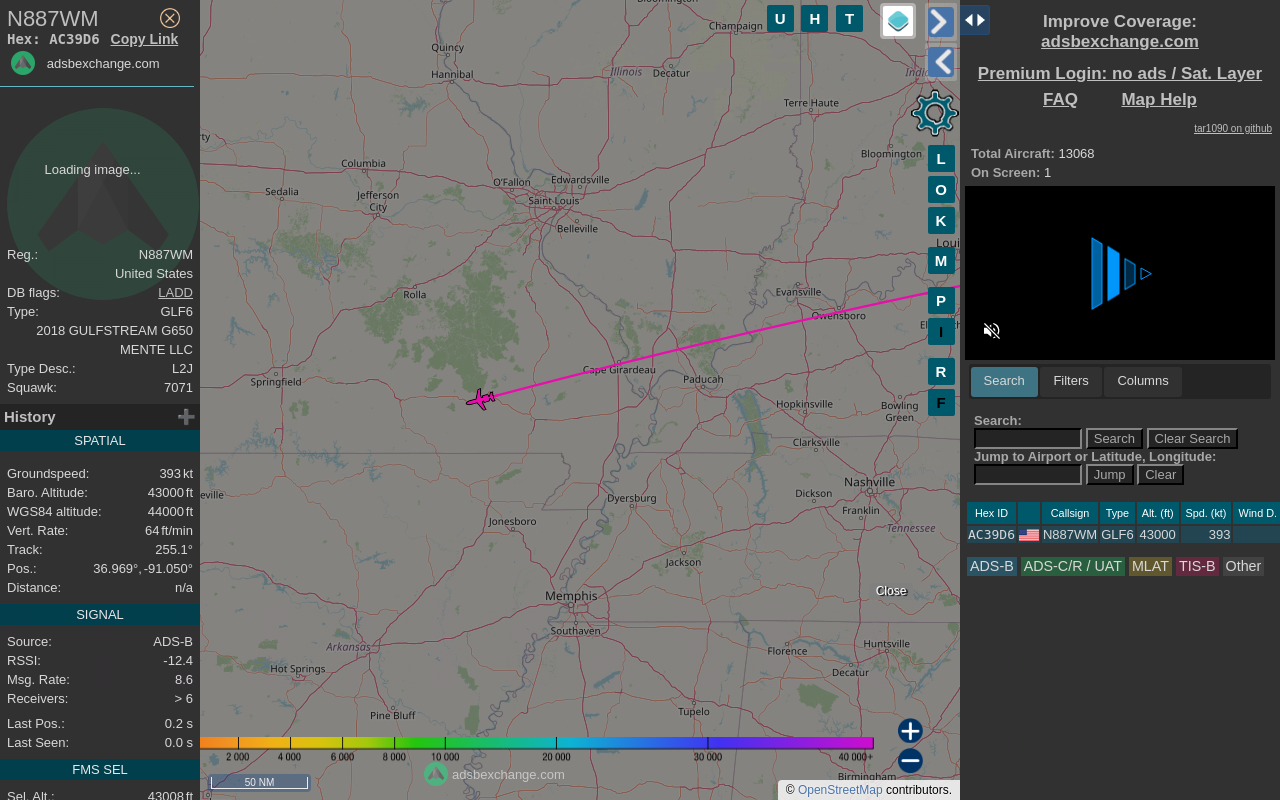 N887WM
Hex: AC39D6 Copy Link
adsbexchange.com
Loading image...
Reg.: N887WM
United States
DB flags: LADD
Type: GLF6
2018 GULFSTREAM G650
MENTE LLC
Type Desc.: L2J
Squawk: 7071
History
SPATIAL
Groundspeed: 393 kt
Baro. Altitude: 43000 ft
WGS84 altitude: 44000 ft
Vert. Rate: 64 ft/min
Track: 255.1°
Pos.: 36.969°, -91.050°
Distance: n/a
SIGNAL
Source: ADS-B
RSSI: -12.4
Msg. Rate: 8.6
Receivers: > 6
Last Pos.: 0.2 s
Last Seen: 0.0 s
FMS SEL
Sel. Alt.: 43008 ft
U H T
L
O
K
M
P
I
R
F
Bloomington
Champaign
Quincy
Hannibal
Illinois
Decatur
Terre Haute
Bloomington
Columbia
Sedalia
Jefferson
City
O'Fallon
Edwardsville
Saint Louis
Belleville
Rolla
Evansville
Owensboro
Springfield
Cape Girardeau
Paducah
Hopkinsville
Bowling
Green
Clarksville
Nashville
Dickson
Franklin
Dyersburg
Tennessee
eville
Jonesboro
Jackson
Memphis
Close
Southaven
Arkansas
Hot Springs
Florence
Huntsville
Decatur
Pine Bluff
Tupelo
Birmingham
2 000 4 000 6 000 8 000 10 000 20 000 30 000 40 000+
50 NM
adsbexchange.com
© OpenStreetMap contributors.
Improve Coverage:
adsbexchange.com
Premium Login: no ads / Sat. Layer
FAQ Map Help
tar1090 on github
Total Aircraft: 13068
On Screen: 1
Search Filters Columns
Search:
Search Clear Search
Jump to Airport or Latitude, Longitude:
Jump Clear
Hex ID Callsign Type Alt. (ft) Spd. (kt) Wind D.
AC39D6 N887WM GLF6 43000 393
ADS-B ADS-C/R / UAT MLAT TIS-B Other